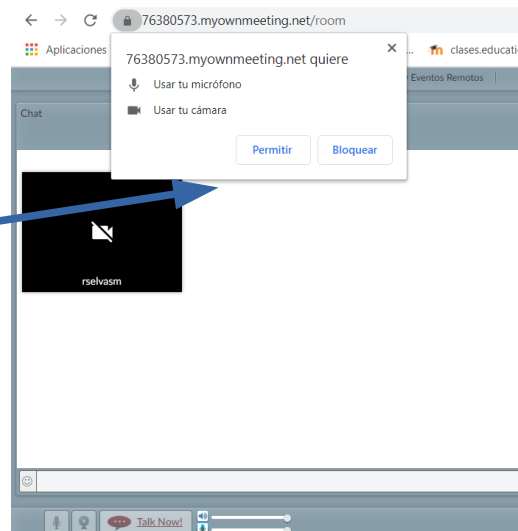 76380573.myownmeeting.net/room
Aplicaciones
... clases.educati
76380573.myownmeeting.net quiere
Usar tu micrófono
Usar tu cámara
Permitir Bloquear
Eventos Remotos
Chat
rselvasm
Talk Now!